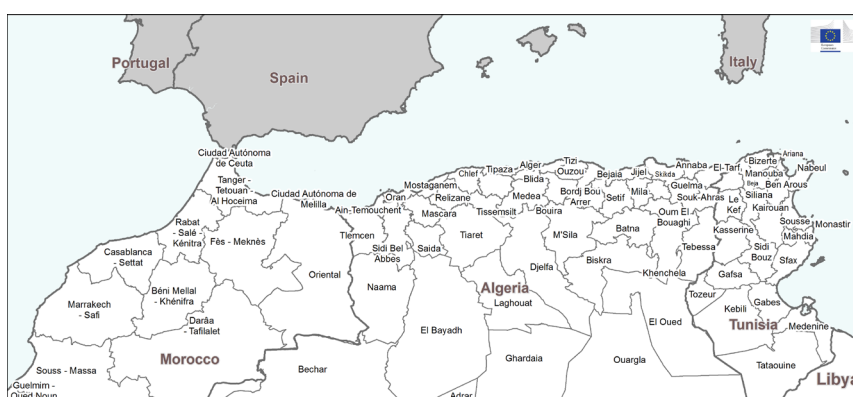 Portugal
Spain
Italy
Ciudad Autónoma
de Ceuta
Tanger -
Tetouan -
Al Hoceima
Ciudad Autónoma de
Melilla
Rabat
- Salé -
Kénitra
Fès - Meknès
Casablanca
- Settat
Oriental
Béni Mellal
- Khénifra
Marrakech
- Safi
Darâa
- Tafilalet
Morocco
Souss - Massa
Guelmim -
Oued Noun
Ain-Temouchent
Oran
Mostaganem
Relizane
Chlef
Tipaza
Alger
Blida
Tizi
Ouzou
Bejaia
Jijel
Skikda
Annaba
El-Tarf
Guelma
Souk-Ahras
Mila
Setif
Bordj Bou
Arrer
Bouira
Medea
Tissemsilt
Mascara
Tlemcen
Sidi Bel
Abbes
Saida
Tiaret
M'Sila
Batna
Oum El
Bouaghi
Tebessa
Khenchela
Biskra
Djelfa
Naama
Algeria
Laghouat
El Bayadh
El Oued
Ghardaia
Ouargla
Bechar
Adrar
Ariana
Bizerte
Manouba
Nabeul
Beja
Ben Arous
Siliana
Le
Kef
Kairouan
Sousse
Monastir
Mahdia
Kasserine
Sidi
Bouz
Sfax
Gafsa
Tozeur
Kebili
Gabes
Tunisia
Medenine
Tataouine
Libya